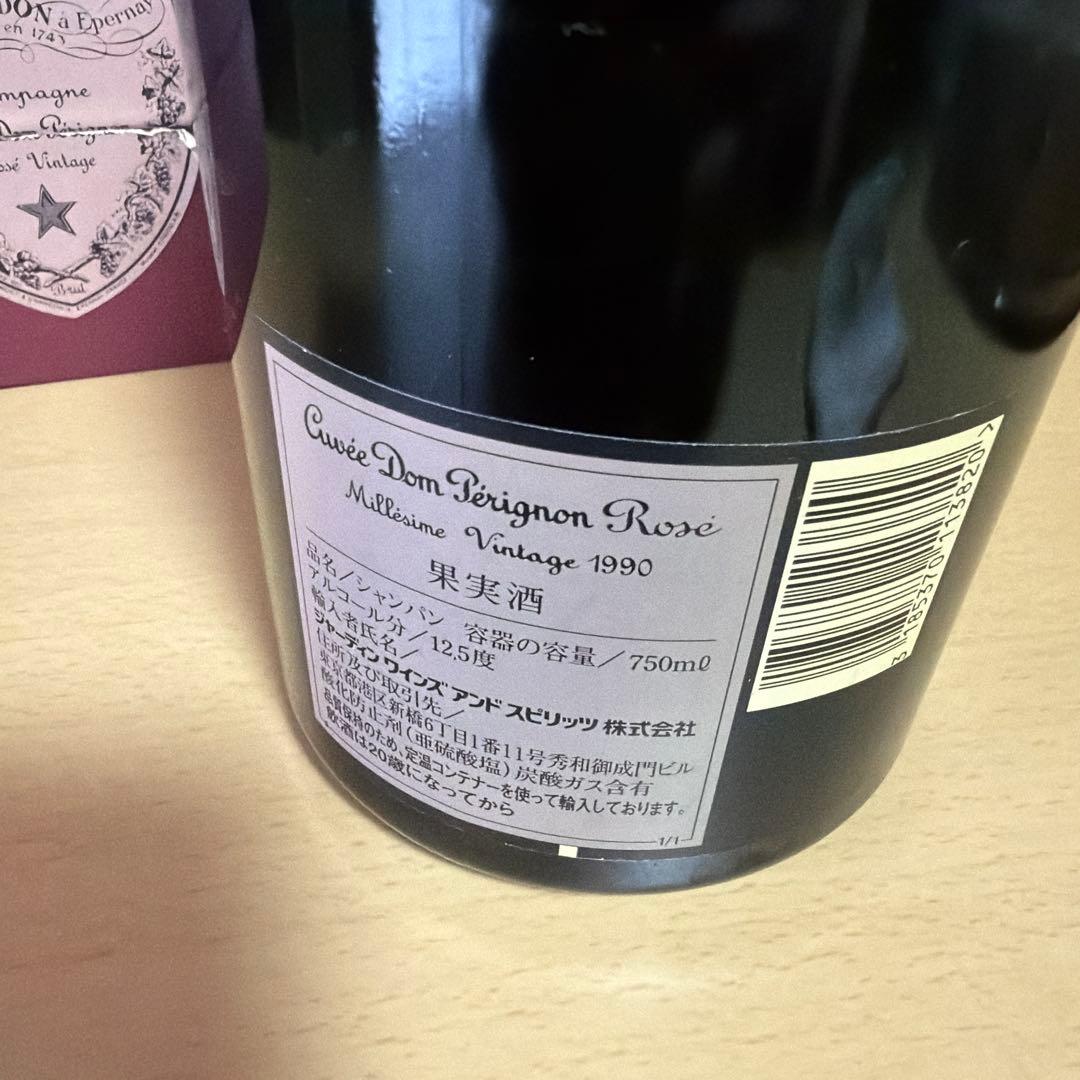 DON à Epernay
en 1743
mpagne
Dom Pérignon
osé Vintage
Brut
Cuvée Dom Pérignon Rosé
Millésime Vintage 1990
果実酒
品名/シャンパン 容器の容量/750mℓ
アルコール分/12.5度
輸入者氏名/
ジャーディン ワインズ アンド スピリッツ 株式会社
住所及び取引先/
東京都港区新橋6丁目1番11号秀和御成門ビル
酸化防止剤(亜硫酸塩)炭酸ガス含有
品質保持のため、定温コンテナーを使って輸入しております。
飲酒は20歳になってから
1/1
3 185370 113820 >